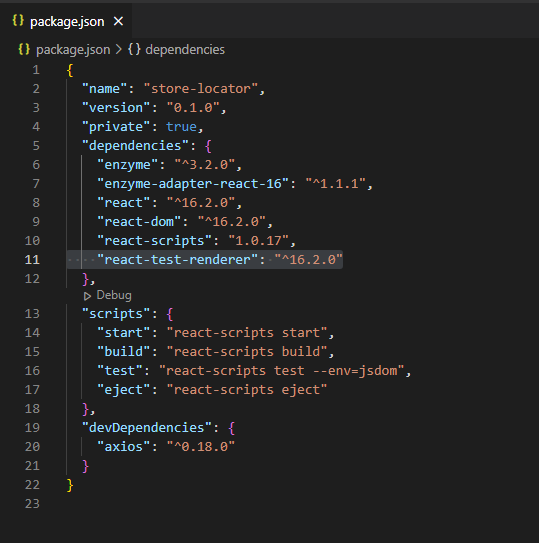 {} package.json ×
{} package.json > {} dependencies
1 {
2 "name": "store-locator",
3 "version": "0.1.0",
4 "private": true,
5 "dependencies": {
6 "enzyme": "^3.2.0",
7 "enzyme-adapter-react-16": "^1.1.1",
8 "react": "^16.2.0",
9 "react-dom": "^16.2.0",
10 "react-scripts": "1.0.17",
11 "react-test-renderer": "^16.2.0"
12 },
Debug
13 "scripts": {
14 "start": "react-scripts start",
15 "build": "react-scripts build",
16 "test": "react-scripts test --env=jsdom",
17 "eject": "react-scripts eject"
18 },
19 "devDependencies": {
20 "axios": "^0.18.0"
21 }
22 }
23